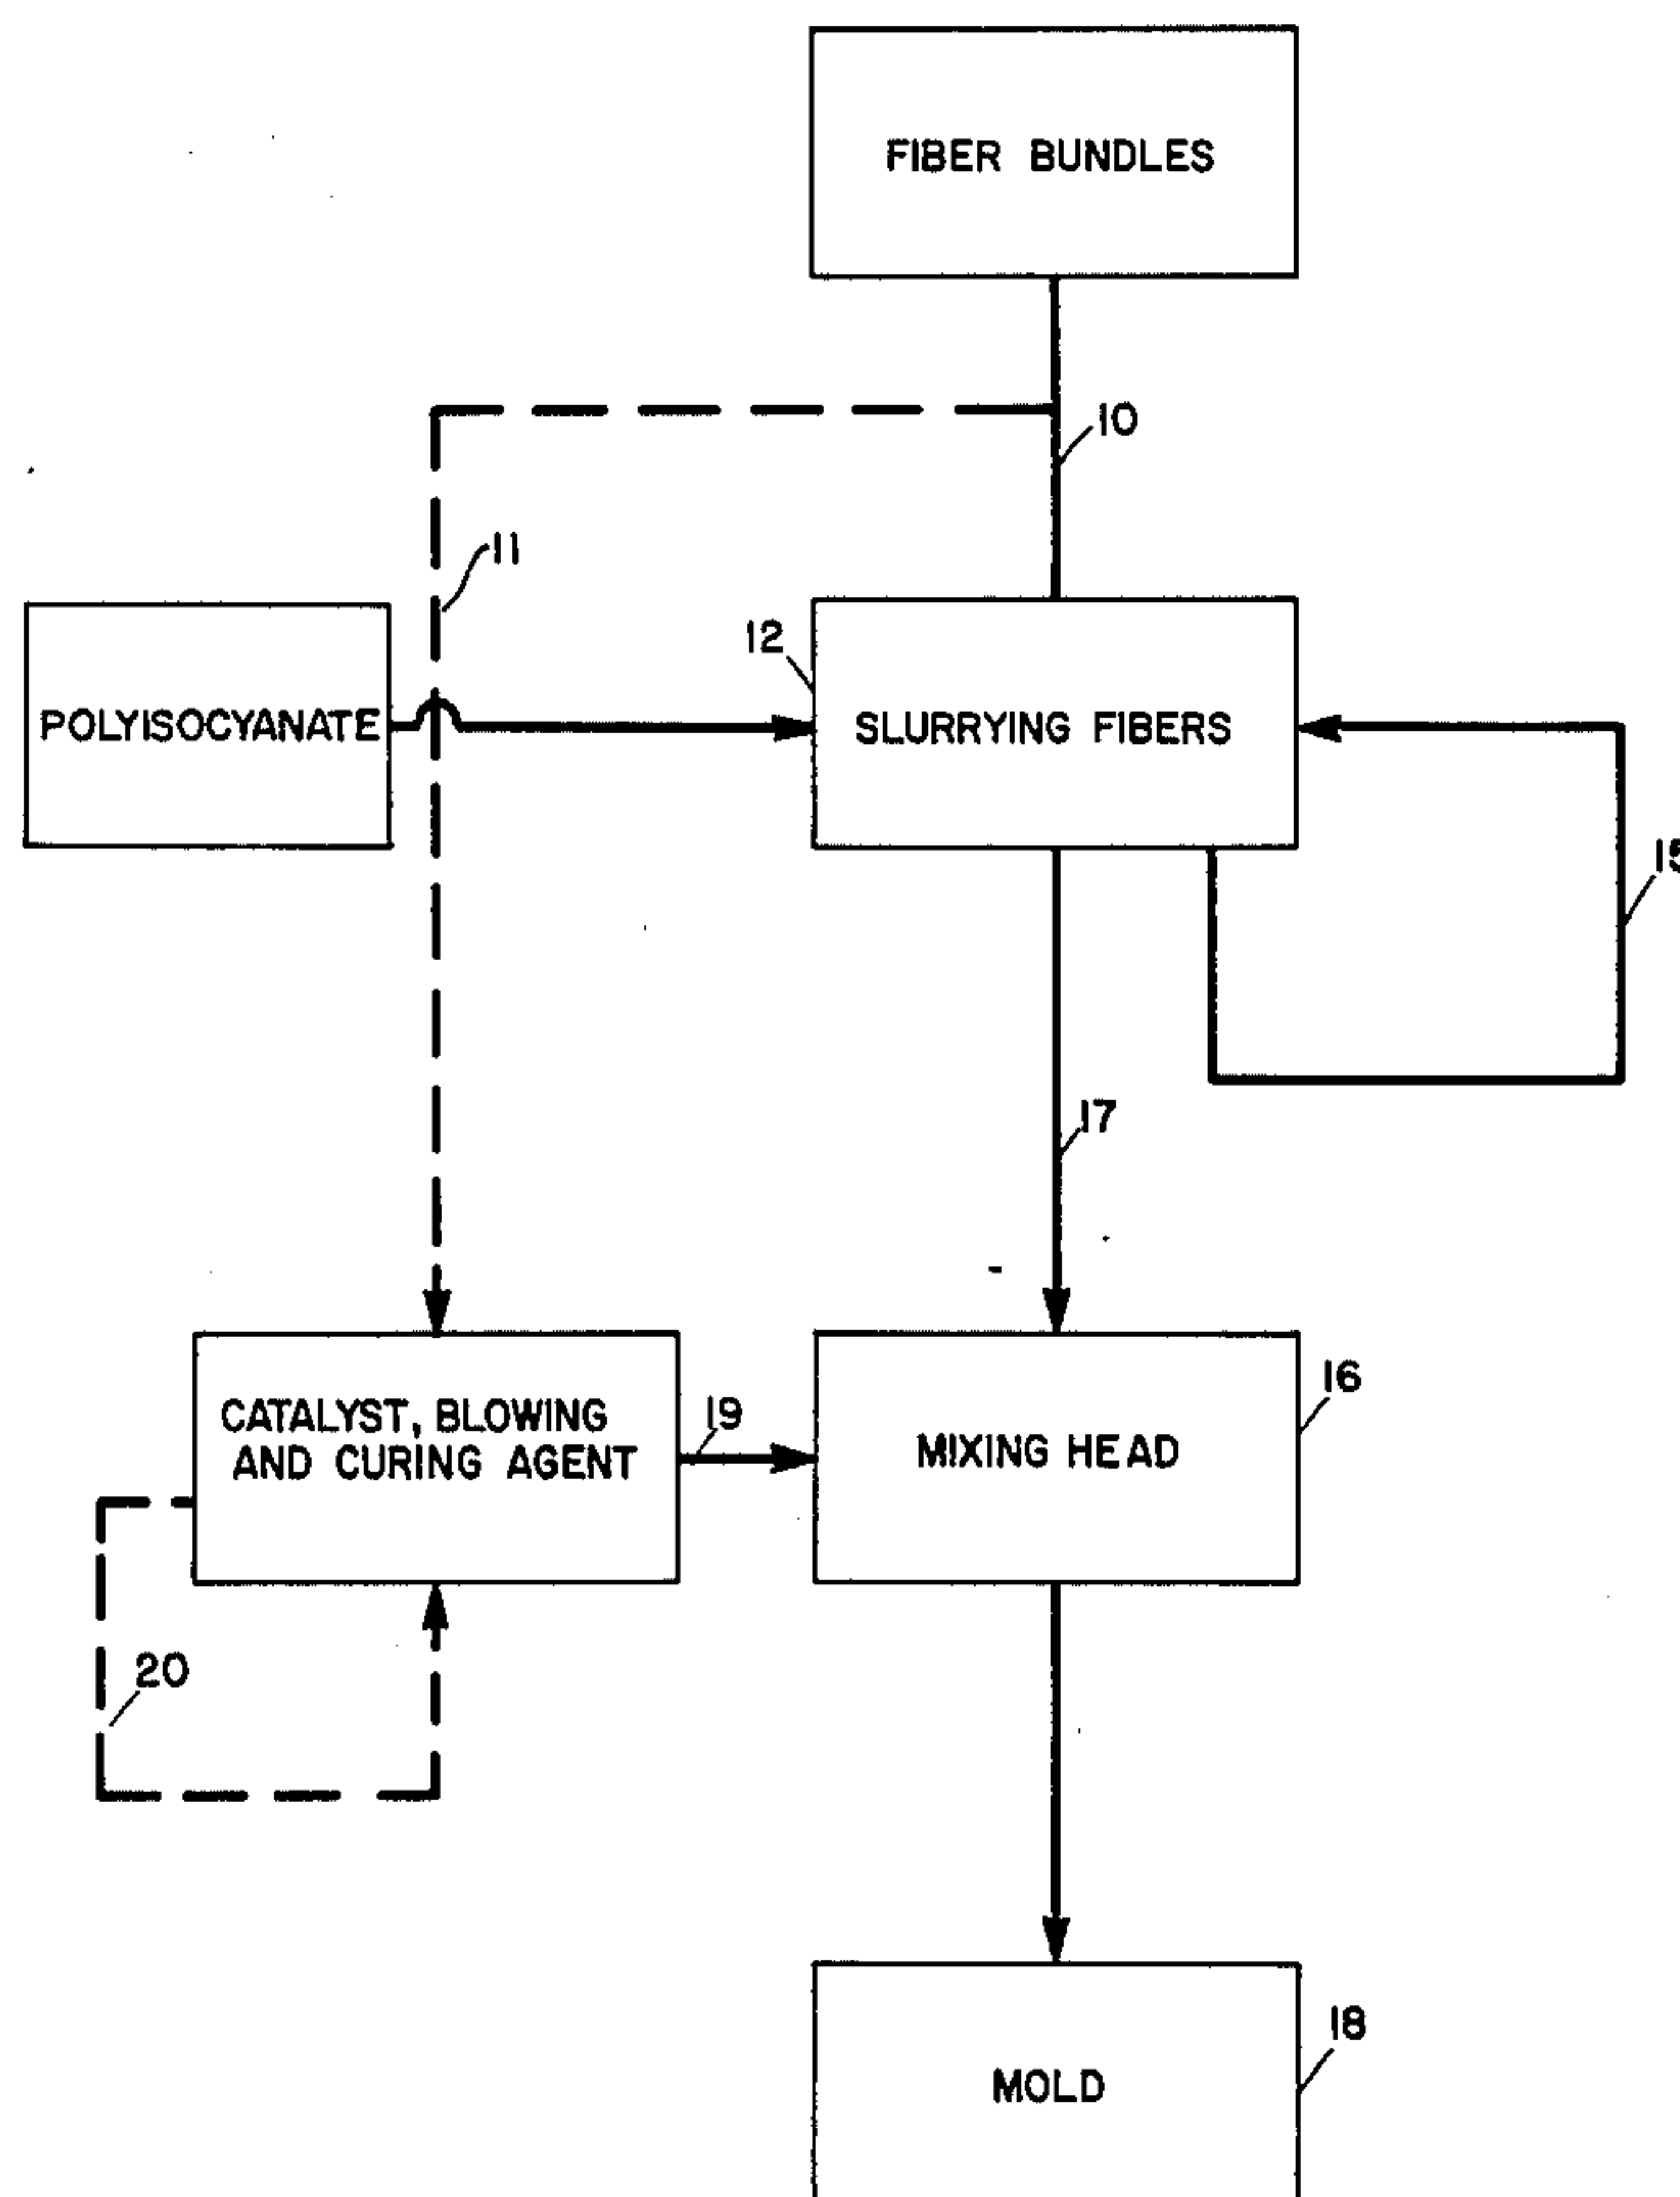 FIBER BUNDLES
10
11
12
POLYISOCYANATE
SLURRYING FIBERS
15
17
16
CATALYST, BLOWING
AND CURING AGENT
19
MIXING HEAD
20
18
MOLD